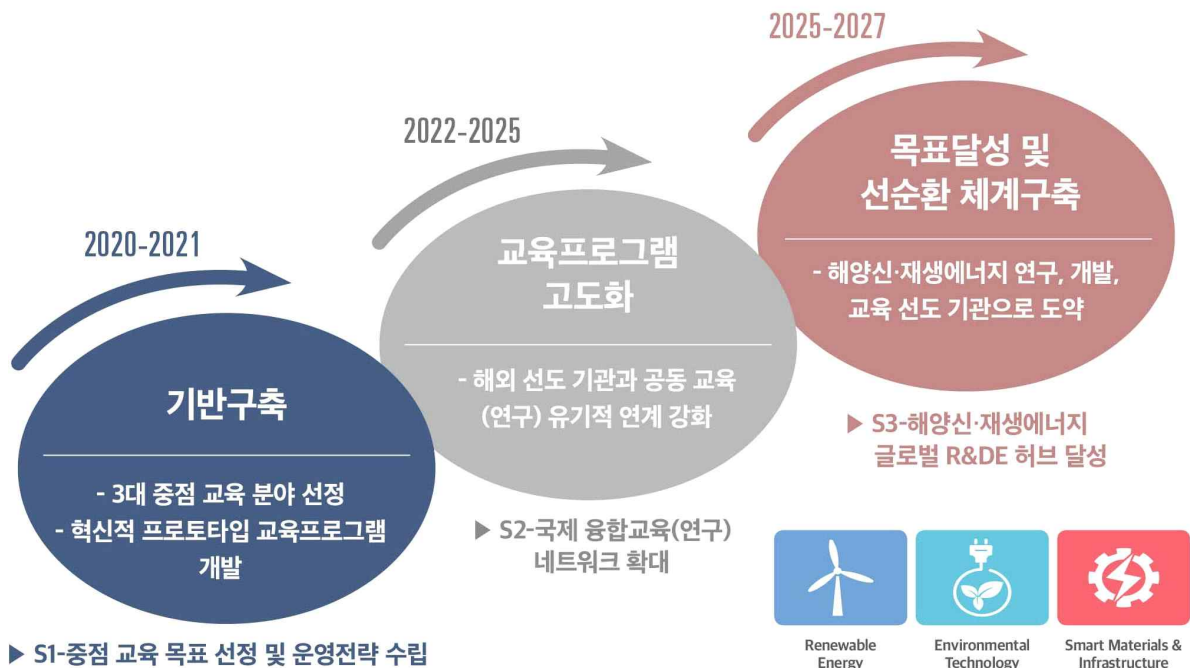 2020-2021
기반구축
- 3대 중점 교육 분야 선정
- 혁신적 프로토타입 교육프로그램
개발
▶ S1-중점 교육 목표 선정 및 운영전략 수립
2022-2025
교육프로그램
고도화
- 해외 선도 기관과 공동 교육
(연구) 유기적 연계 강화
▶ S2-국제 융합교육(연구)
네트워크 확대
2025-2027
목표달성 및
선순환 체계구축
- 해양신·재생에너지 연구, 개발,
교육 선도 기관으로 도약
▶ S3-해양신·재생에너지
글로벌 R&DE 허브 달성
Renewable
Energy
Environmental
Technology
Smart Materials &
Infrastructure